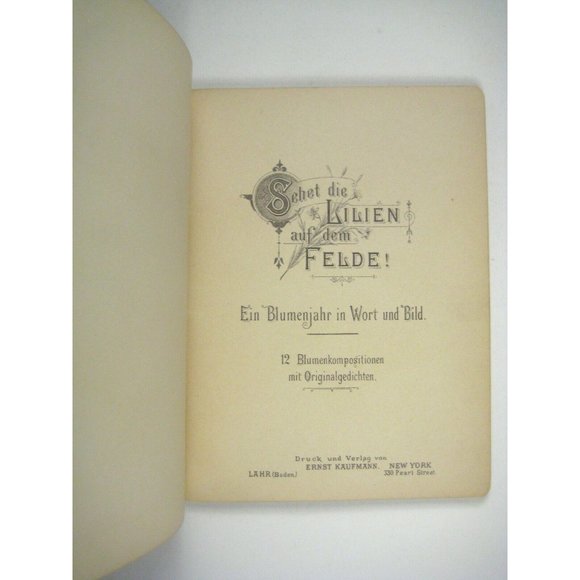 Sehet die
LILIEN
auf dem
FELDE!
Ein Blumenjahr in Wort und Bild.
12 Blumenkompositionen
mit Originalgedichten.
Druck und Verlag von
ERNST KAUFMANN,
LAHR (Baden)
NEW YORK
330 Pearl Street.